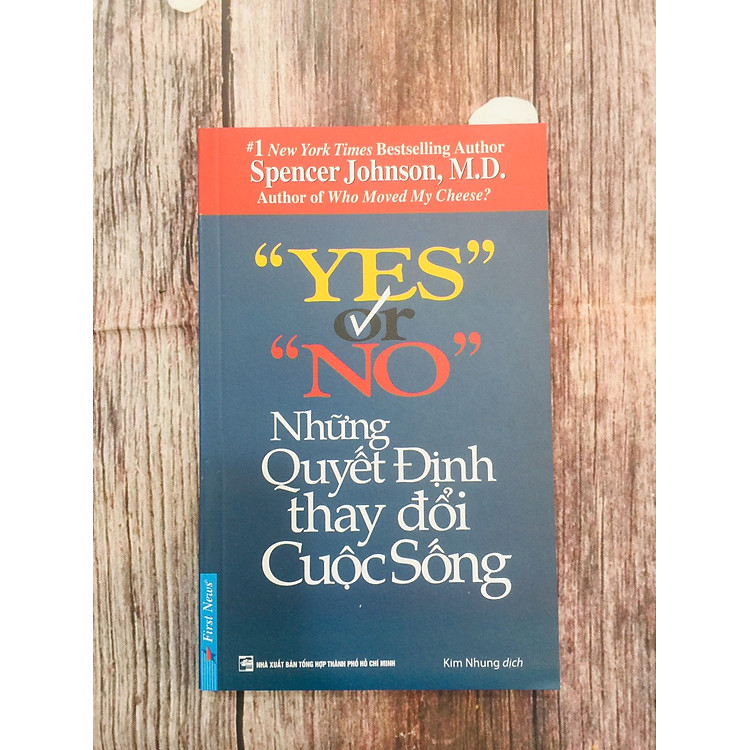 #1 New York Times Bestselling Author
Spencer Johnson, M.D.
Author of Who Moved My Cheese?
“YES”
or
“NO”
Những
Quyết Định
thay đổi
Cuộc Sống
First News®
NHÀ XUẤT BẢN TỔNG HỢP THÀNH PHỐ HỒ CHÍ MINH
Kim Nhung dịch